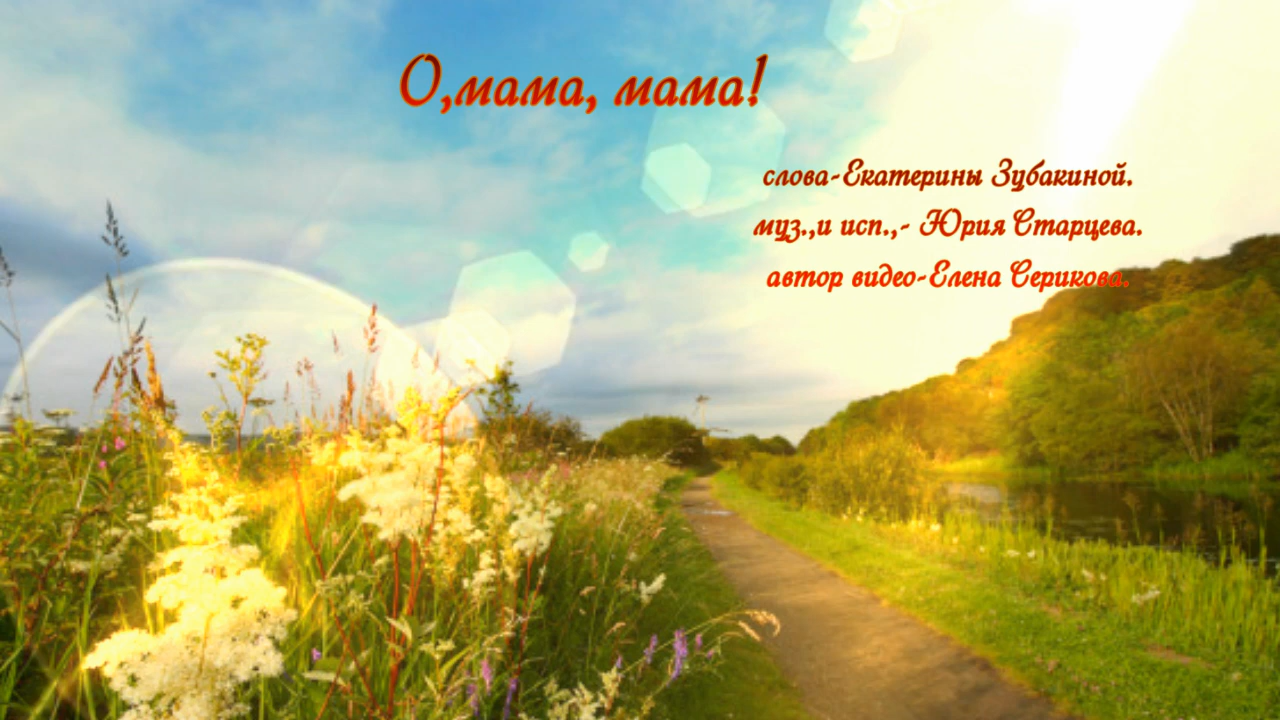 О,мама, мама!
слова-Екатерины Зубакиной.
муз.,и исп.,- Юрия Старцева.
автор видео-Елена Серикова.